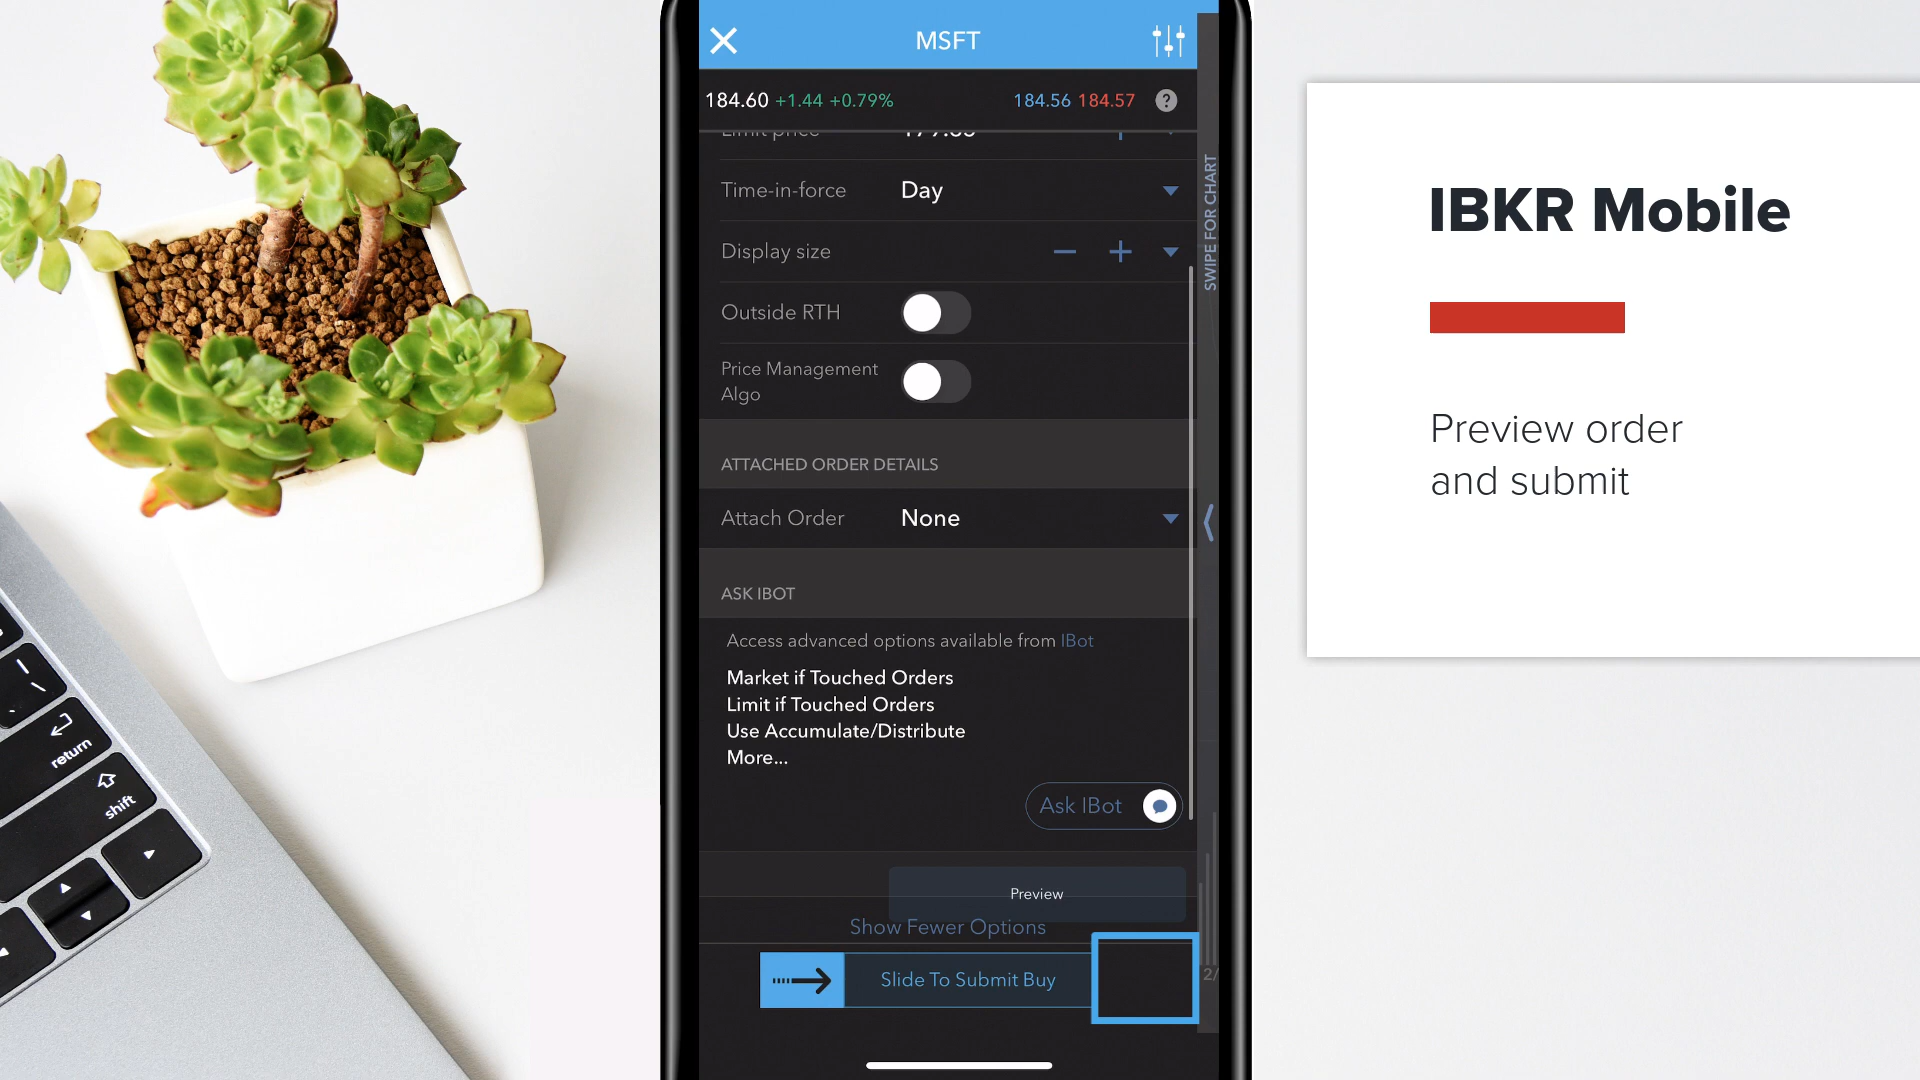 MSFT
184.60 +1.44 +0.79% 184.56 184.57 ?
Limit price
Time-in-force Day
Display size
Outside RTH
Price Management
Algo
ATTACHED ORDER DETAILS
Attach Order None
ASK IBOT
Access advanced options available from IBot
Market if Touched Orders
Limit if Touched Orders
Use Accumulate/Distribute
More...
Ask IBot
Preview
Show Fewer Options
Slide To Submit Buy
SWIPE FOR CHART
2/
IBKR Mobile
Preview order
and submit
return
shift